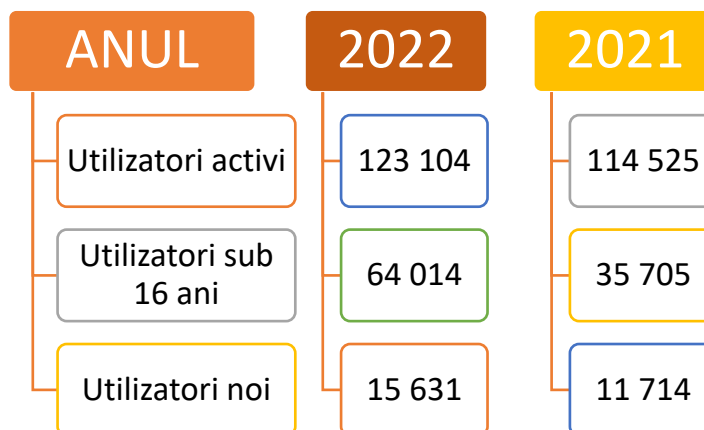 ANUL 2022 2021
Utilizatori activi 123 104 114 525
Utilizatori sub
16 ani 64 014 35 705
Utilizatori noi 15 631 11 714